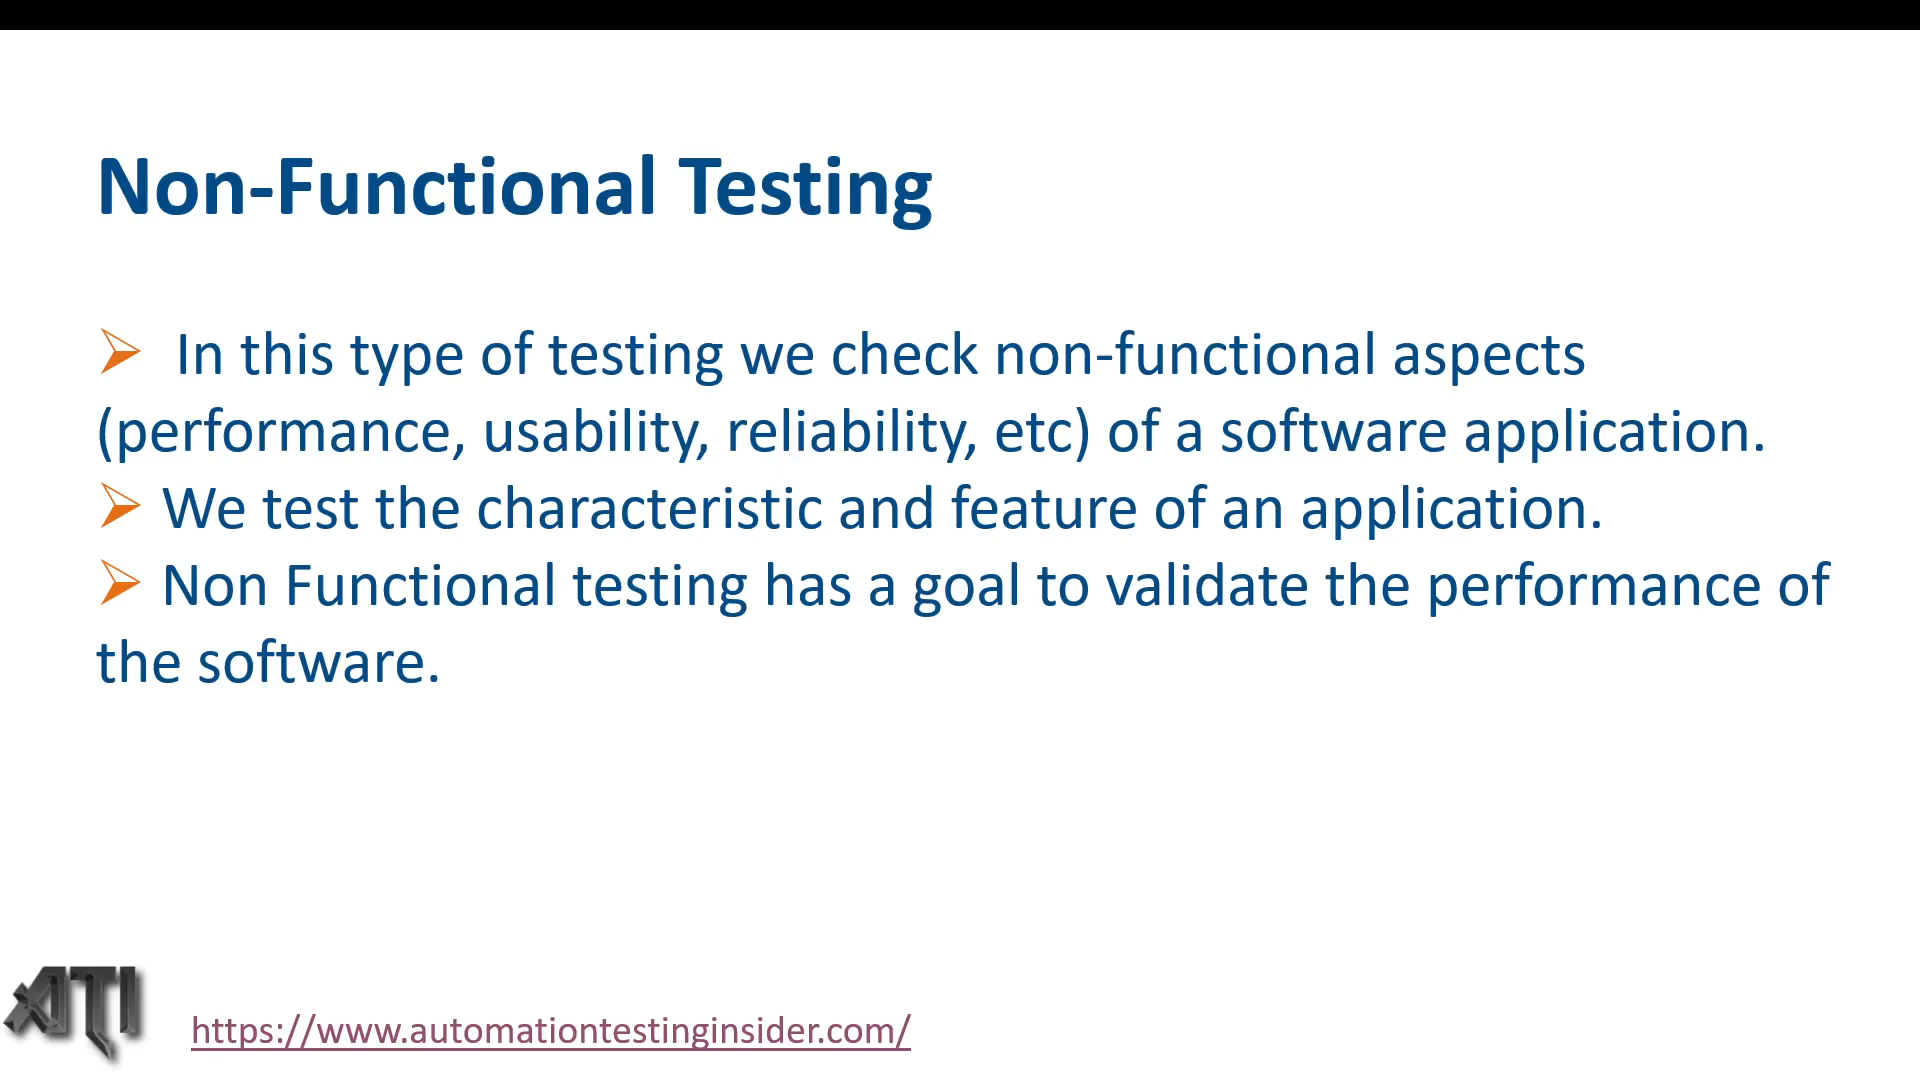 Non-Functional Testing
In this type of testing we check non-functional aspects
(performance, usability, reliability, etc) of a software application.
We test the characteristic and feature of an application.
Non Functional testing has a goal to validate the performance of
the software.
ATI
https://www.automationtestinginsider.com/